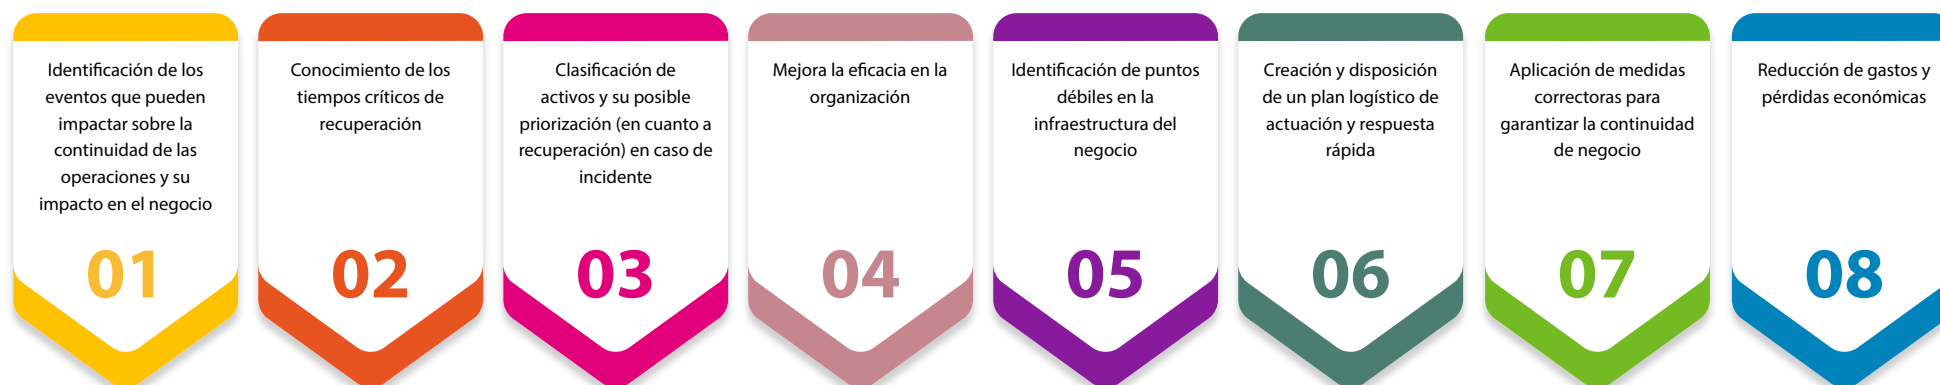 Identificación de los
eventos que pueden
impactar sobre la
continuidad de las
operaciones y su
impacto en el negocio
01
Conocimiento de los
tiempos críticos de
recuperación
02
Clasificación de
activos y su posible
priorización (en cuanto a
recuperación) en caso de
incidente
03
Mejora la eficacia en la
organización
04
Identificación de puntos
débiles en la
infraestructura del
negocio
05
Creación y disposición
de un plan logístico de
actuación y respuesta
rápida
06
Aplicación de medidas
correctoras para
garantizar la continuidad
de negocio
07
Reducción de gastos y
pérdidas económicas
08